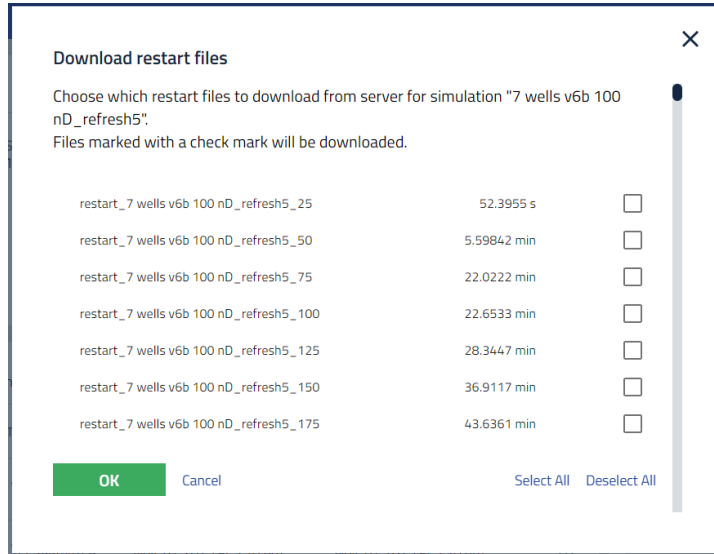 Download restart files
Choose which restart files to download from server for simulation "7 wells v6b 100
nD_refresh5".
Files marked with a check mark will be downloaded.
restart_7 wells v6b 100 nD_refresh5_25 52.3955 s
restart_7 wells v6b 100 nD_refresh5_50 5.59842 min
restart_7 wells v6b 100 nD_refresh5_75 22.0222 min
restart_7 wells v6b 100 nD_refresh5_100 22.6533 min
restart_7 wells v6b 100 nD_refresh5_125 28.3447 min
restart_7 wells v6b 100 nD_refresh5_150 36.9117 min
restart_7 wells v6b 100 nD_refresh5_175 43.6361 min
OK Cancel Select All Deselect All